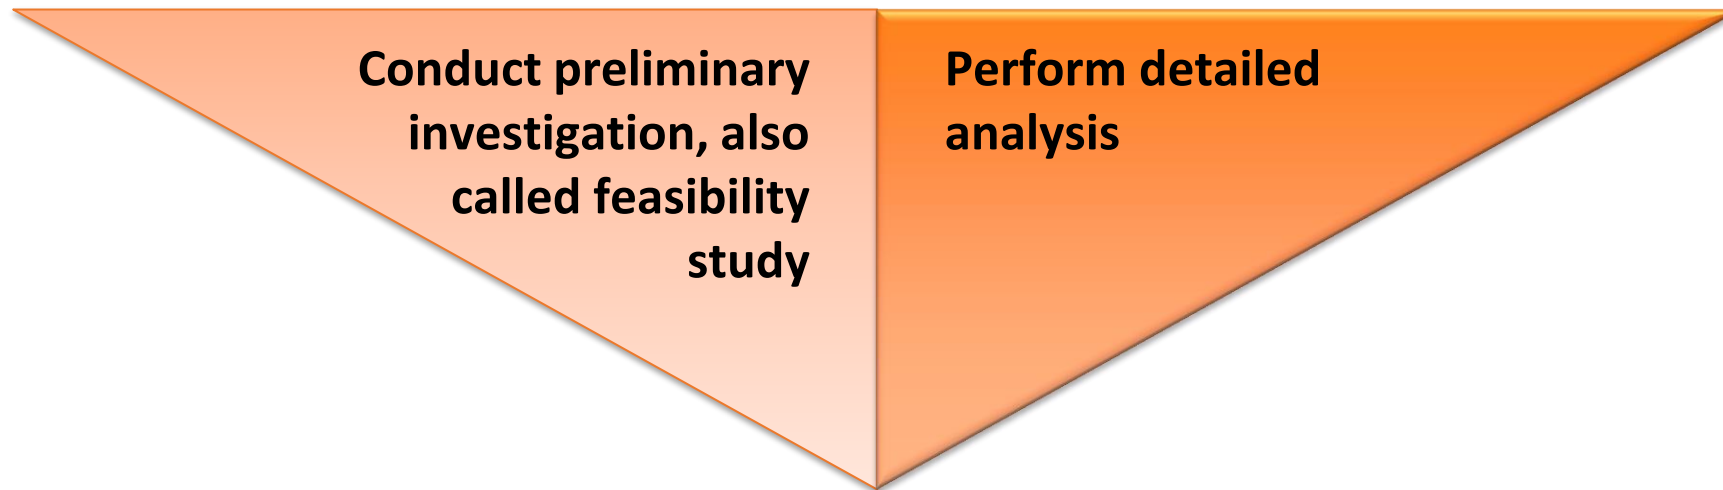 Conduct preliminary
investigation, also
called feasibility
study
Perform detailed
analysis